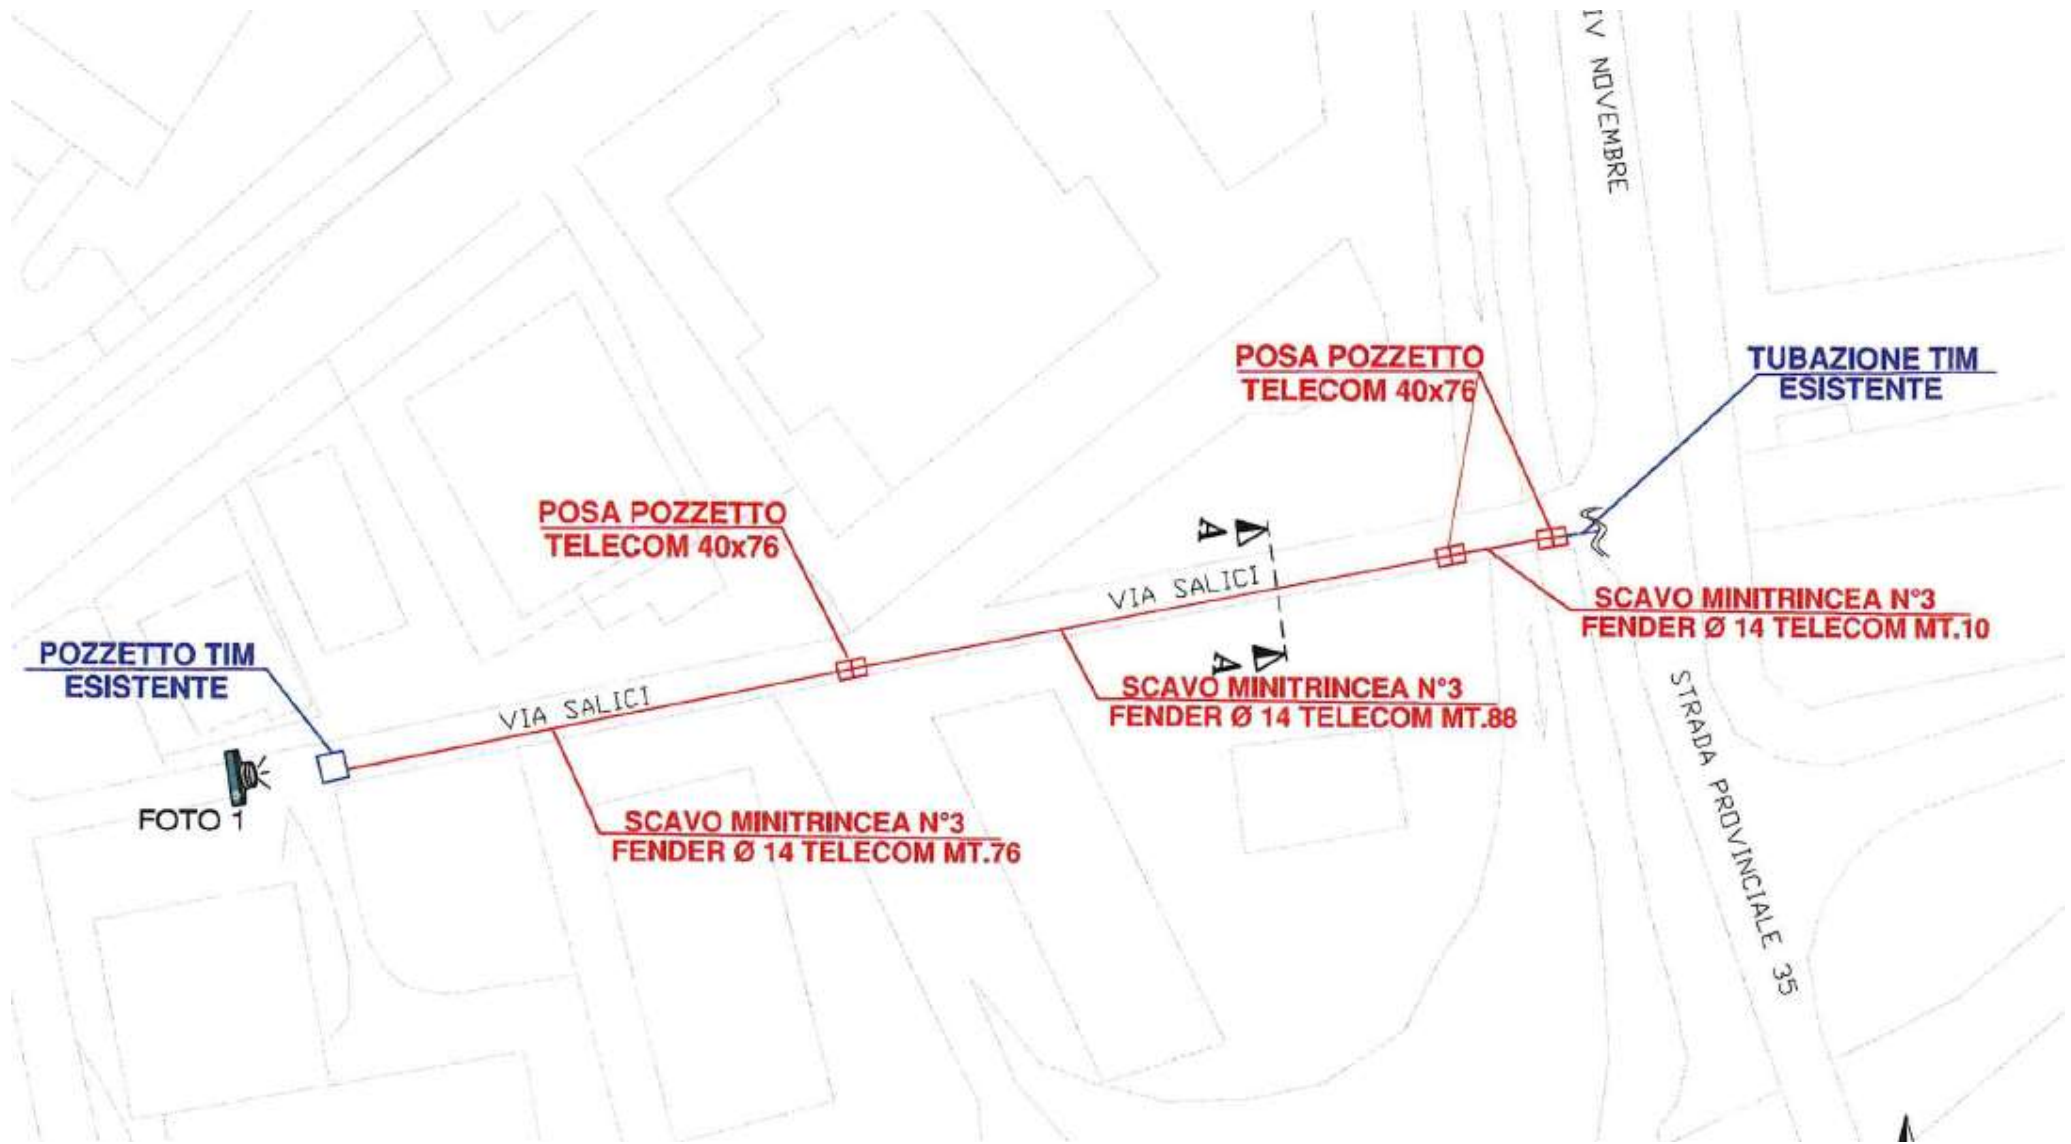 IV NOVEMBRE
POSA POZZETTO
TELECOM 40x76
TUBAZIONE TIM
ESISTENTE
POSA POZZETTO
TELECOM 40x76
A
VIA SALICI
SCAVO MINITRINCEA N°3
FENDER Ø 14 TELECOM MT.10
POZZETTO TIM
ESISTENTE
A
SCAVO MINITRINCEA N°3
FENDER Ø 14 TELECOM MT.88
VIA SALICI
STRADA PROVINCIALE 35
FOTO 1
SCAVO MINITRINCEA N°3
FENDER Ø 14 TELECOM MT.76